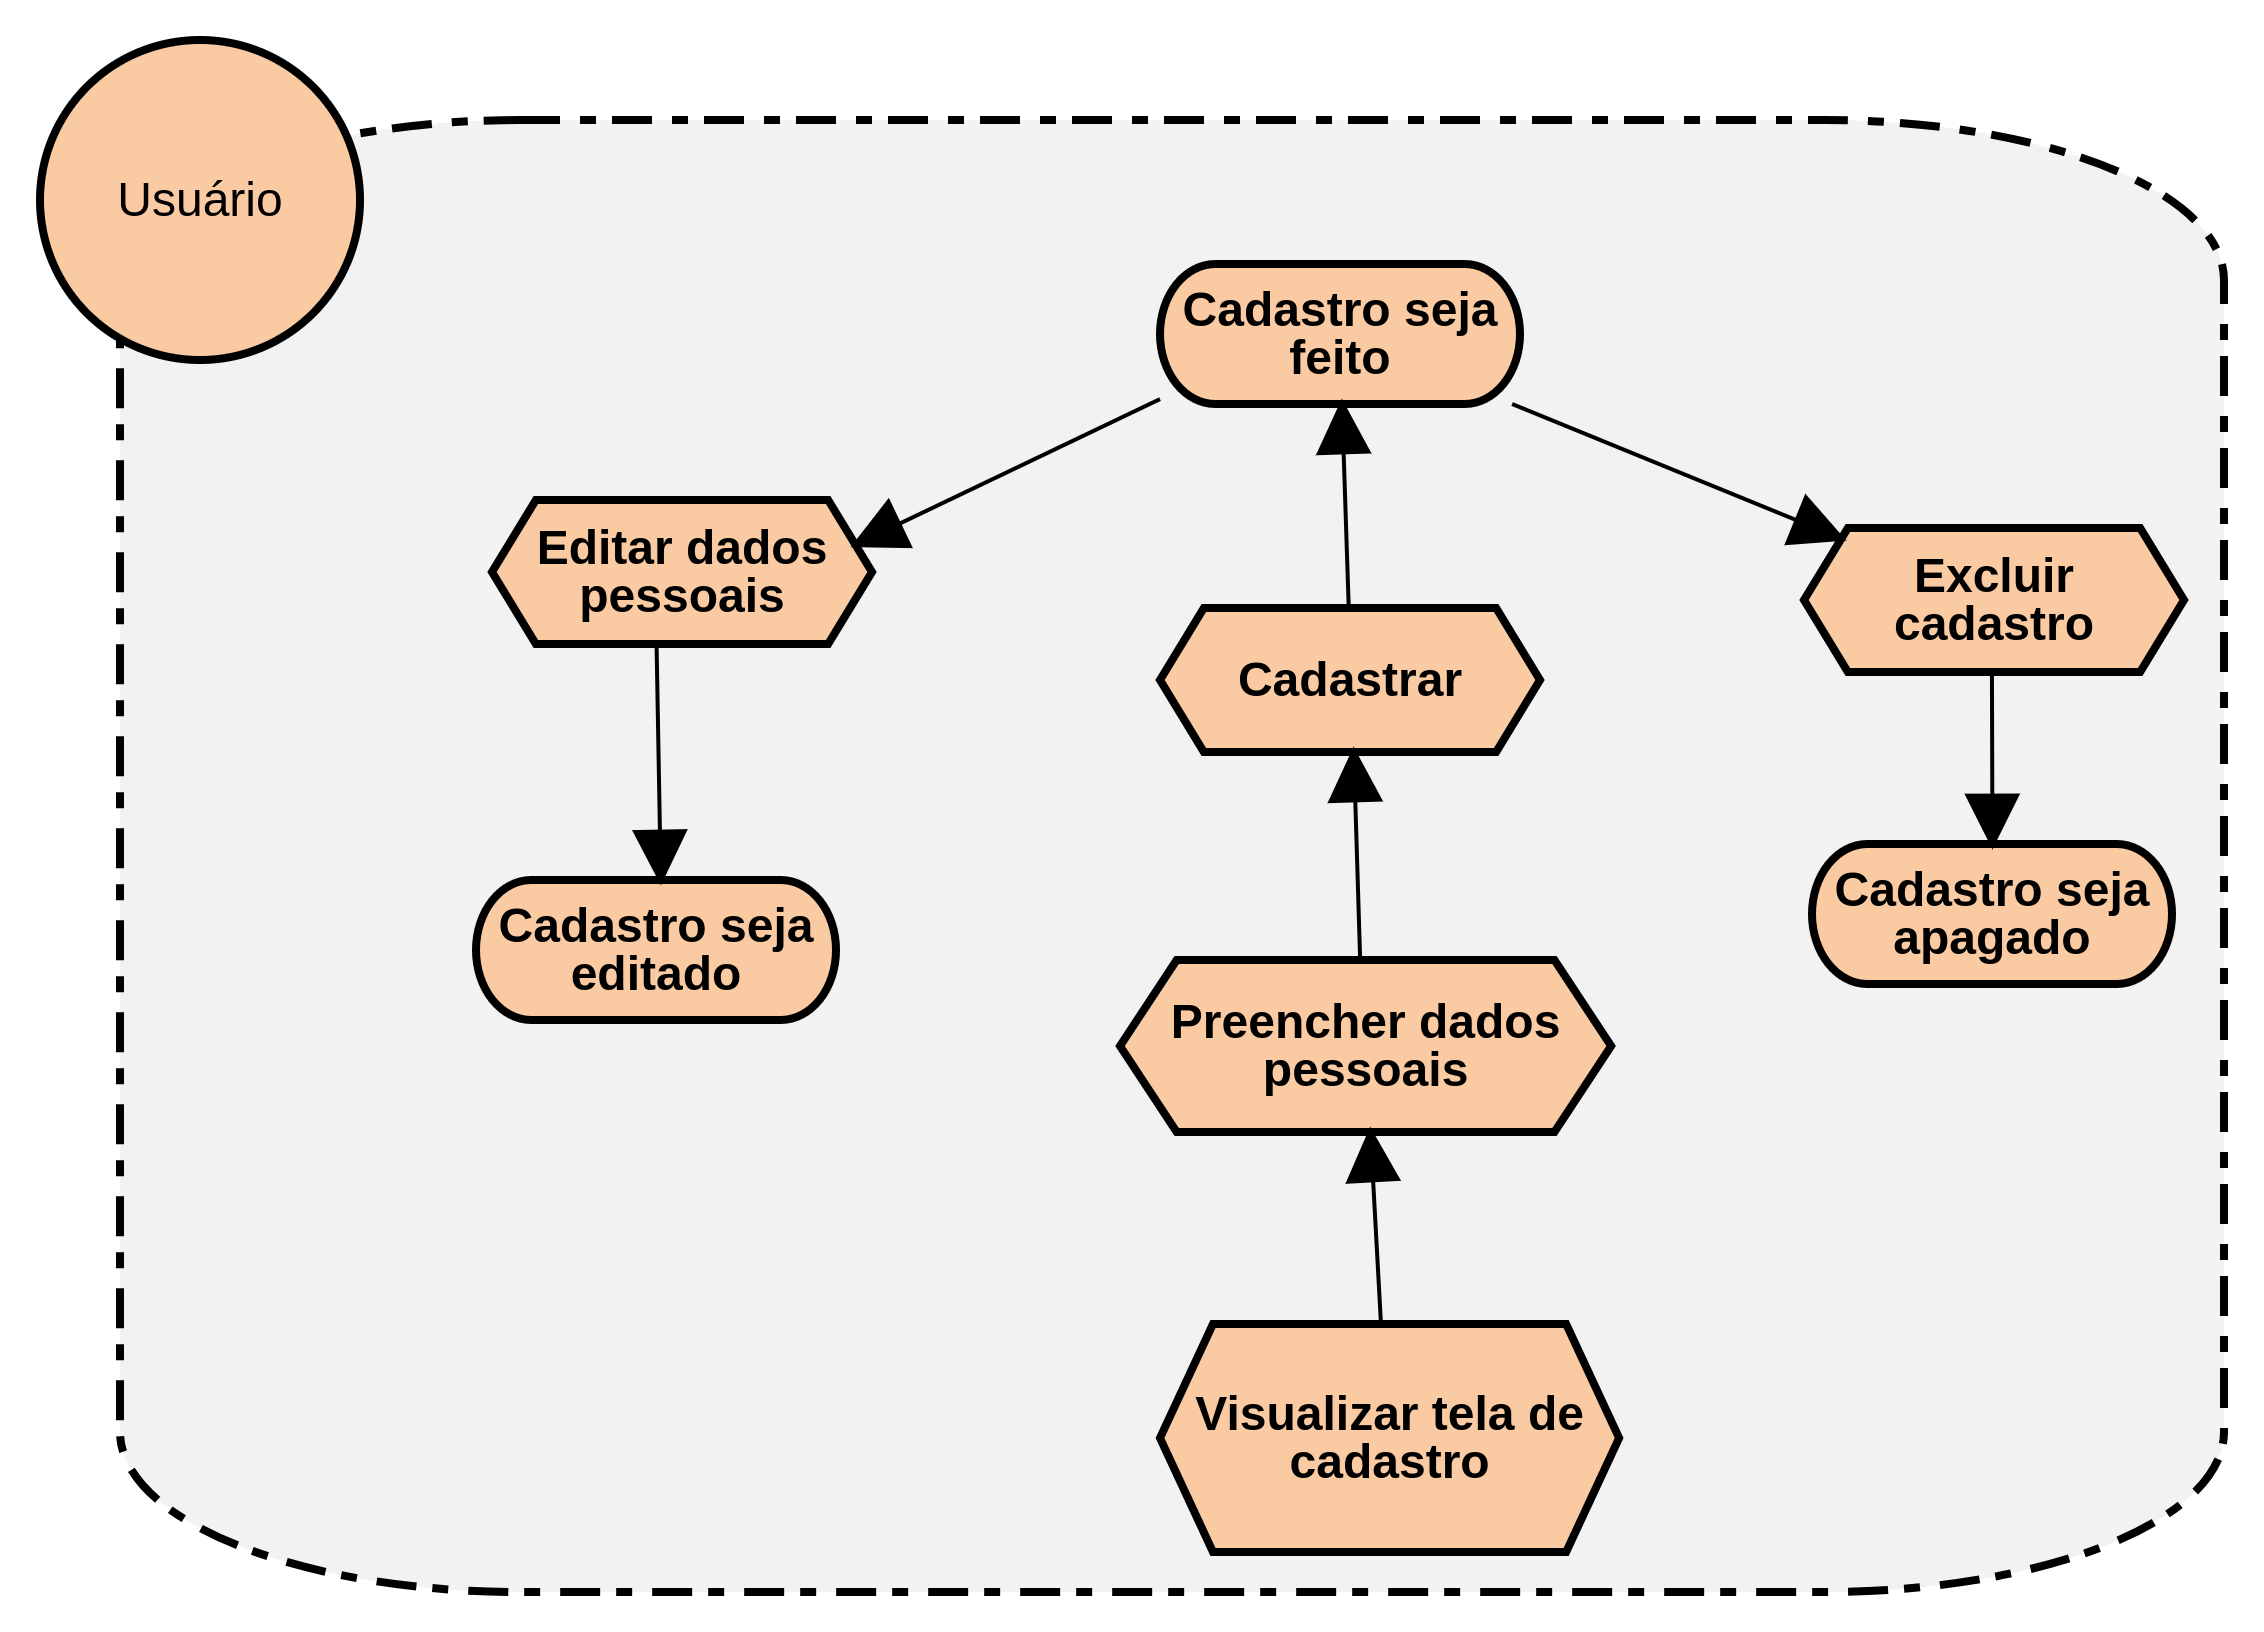 Usuário
Cadastro seja
feito
Editar dados
pessoais
Excluir
cadastro
Cadastrar
Cadastro seja
editado
Cadastro seja
apagado
Preencher dados
pessoais
Visualizar tela de
cadastro